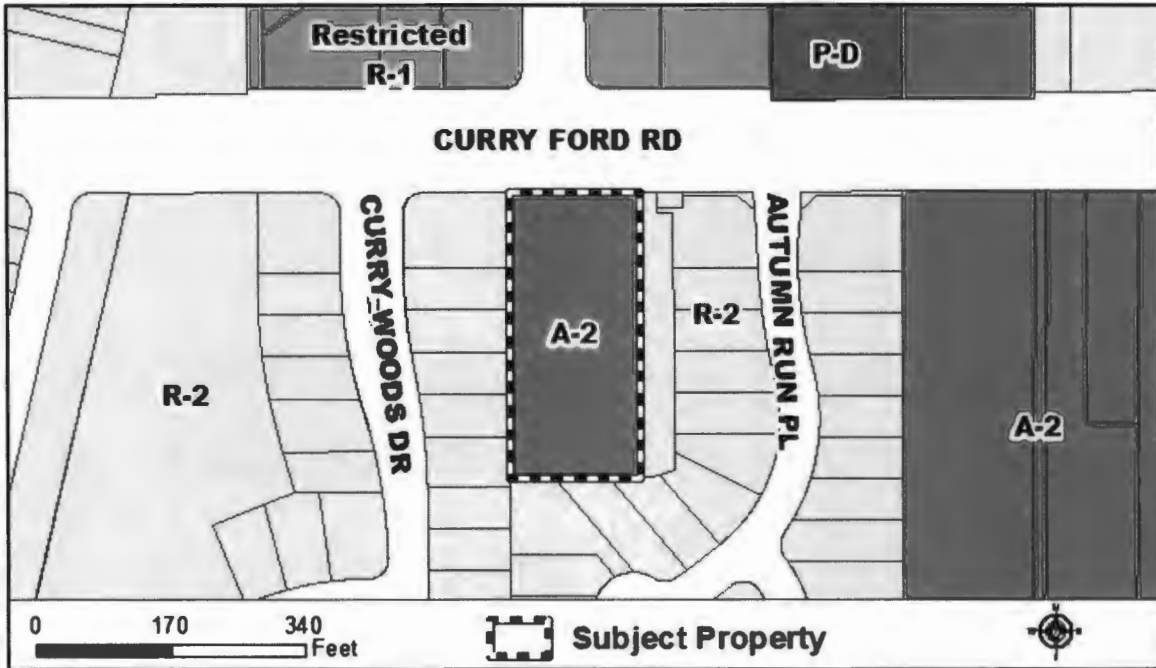 Restricted
R-1
P-D
CURRY FORD RD
CURRY WOODS DR
AUTUMN RUN PL
A-2
R-2
R-2
A-2
0 170 340
Feet
Subject Property